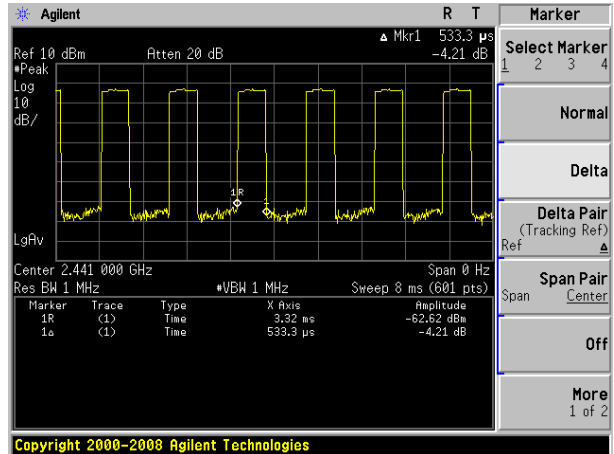 Agilent R T
Δ Mkr1 533.3 µs
Ref 10 dBm Atten 20 dB -4.21 dB
#Peak
Log
10
dB/
1R
1
LgAv
Center 2.441 000 GHz Span 0 Hz
Res BW 1 MHz #VBW 1 MHz Sweep 8 ms (601 pts)
Marker Trace Type X Axis Amplitude
1R (1) Time 3.32 ms -62.62 dBm
1Δ (1) Time 533.3 µs -4.21 dB
Copyright 2000-2008 Agilent Technologies
Marker
Select Marker
1 2 3 4
Normal
Delta
Delta Pair
(Tracking Ref)
Ref Δ
Span Pair
Span Center
Off
More
1 of 2